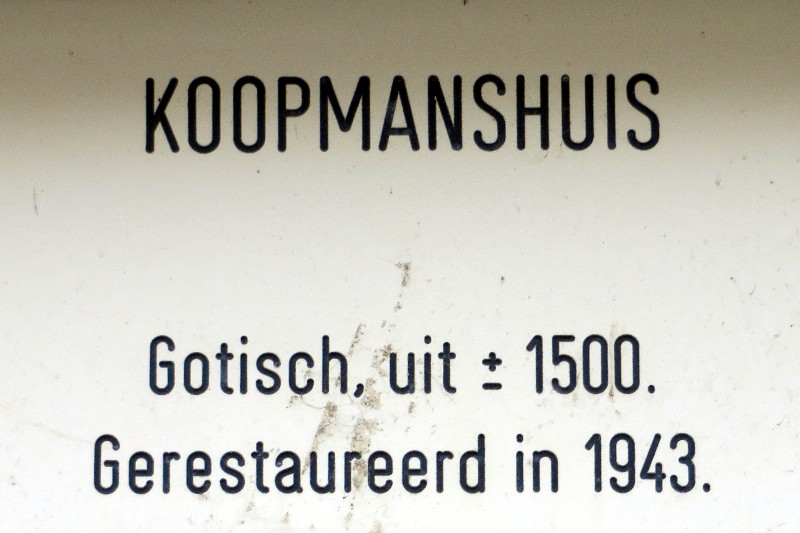 KOOPMANSHUIS
Gotisch, uit ± 1500.
Gerestaureerd in 1943.